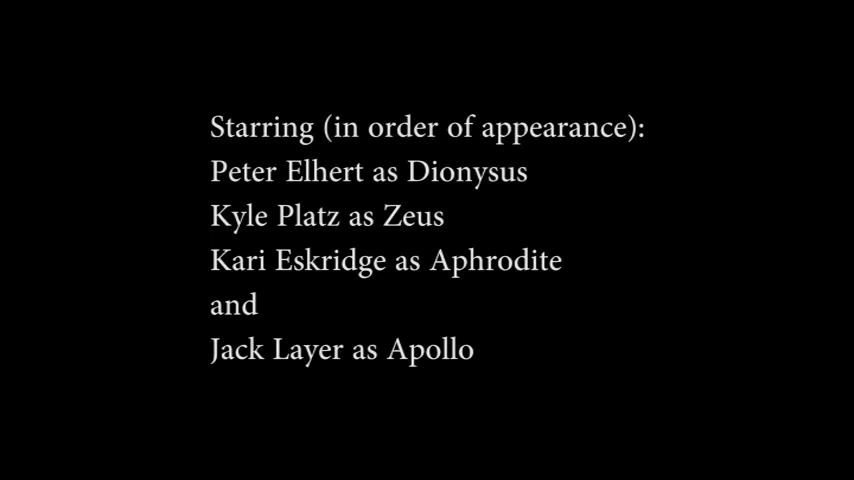 Starring (in order of appearance):
Peter Elhert as Dionysus
Kyle Platz as Zeus
Kari Eskridge as Aphrodite
and
Jack Layer as Apollo